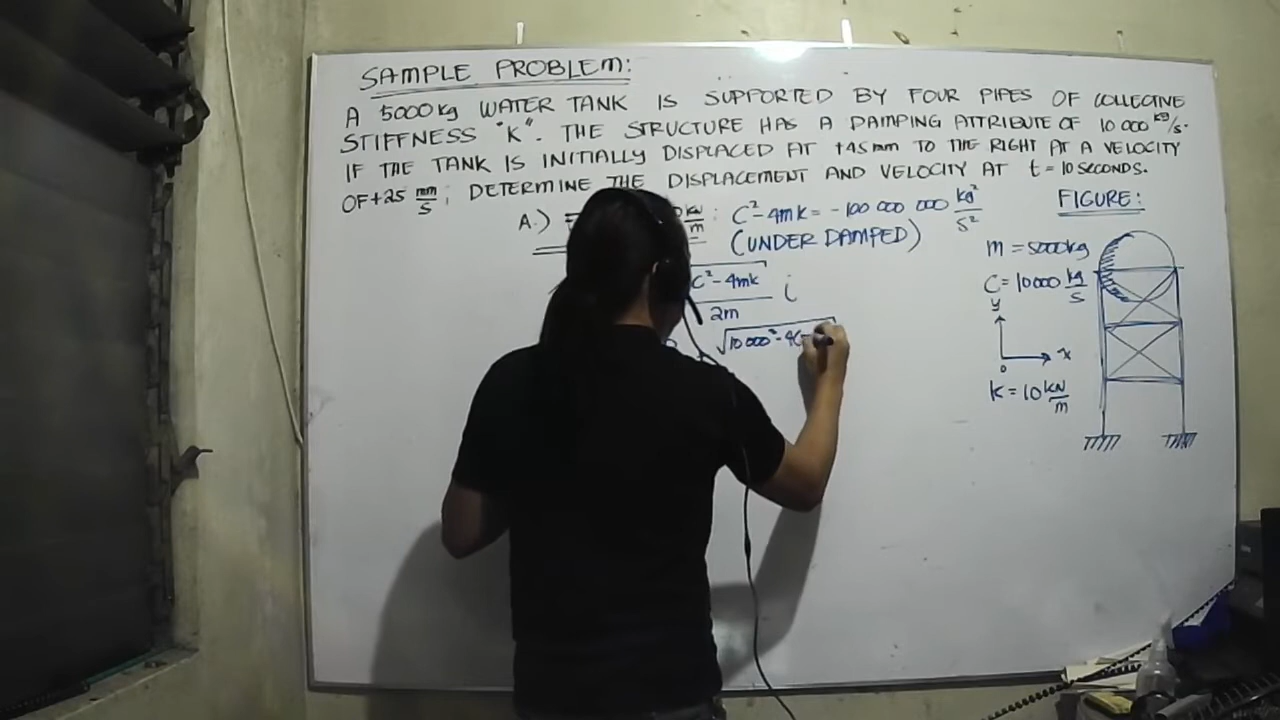 SAMPLE PROBLEM:
A 5000kg WATER TANK IS SUPPORTED BY FOUR PIPES OF COLLECTIVE
STIFFNESS "K". THE STRUCTURE HAS A DAMPING ATTRIBUTE OF 10 000 kg/s.
IF THE TANK IS INITIALLY DISPLACED AT +45mm TO THE RIGHT AT A VELOCITY
OF +25 mm/s; DETERMINE THE DISPLACEMENT AND VELOCITY AT t = 10 SECONDS.
A.)
C² - 4mk = -100 000 000 kg²/s²
(UNDER DAMPED)
C² - 4mk
2m
i
√10 000² - 4(
FIGURE:
m = 5000kg
C = 10000 kg/s
y
x
0
K = 10 kN/m